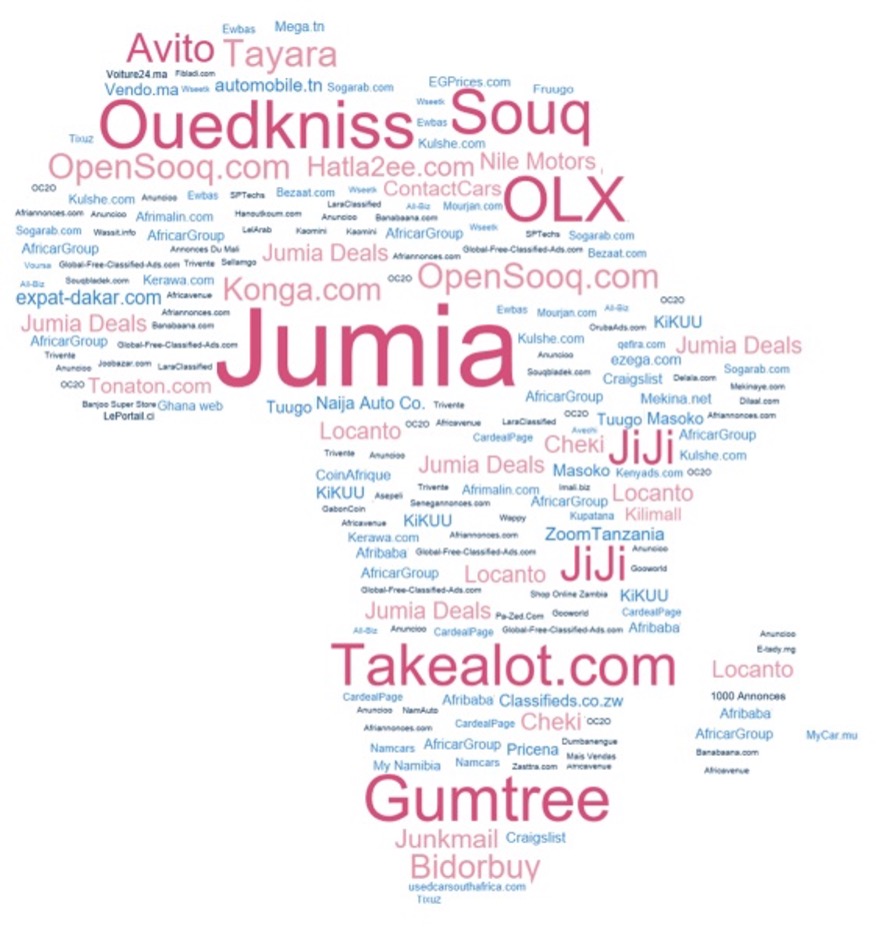 Ewbas Mega.tn
Avito Tayara
Voiture24.ma Fibladi.com
Vendo.ma Wseetk automobile.tn Sogarab.com EGPrices.com Fruugo
Ouedkniss Wseetk Souq
Tixuz Ewbas Kulshe.com
OpenSooq.com Hatla2ee.com Nile Motors,
OC2O Kulshe.com Anuncioo Ewbas SPTechs Bezaat.com Wseetk ContactCars OLX
Afriannonces.com Anuncioo Afrimalin.com Hanoutkoum.com LaraClassified Anuncioo Banabaana.com All-Biz Mourjan.com
Sogarab.com Wassit.info AfricarGroup LelArab Kaomini Kaomini AfricarGroup Wseetk SPTechs Sogarab.com
AfricarGroup Annonces Du Mali Jumia Deals Afriannonces.com Global-Free-Classified-Ads.com Bezaat.com
Voursa Global-Free-Classified-Ads.com Trivente Sellamgo
All-Biz Souqbladek.com Kerawa.com Konga.com OC2O OpenSooq.com
expat-dakar.com Africavenue
Afriannonces.com Ewbas Mourjan.com All-Biz OC2O
Jumia Deals Banabaana.com Jumia OrubaAds.com KiKUU
AfricarGroup Global-Free-Classified-Ads.com Kulshe.com qefira.com Jumia Deals
Trivente Anuncioo Joobazar.com LaraClassified Anuncioo ezega.com
Souqbladek.com Craigslist Delala.com Sogarab.com
OC2O Tonaton.com Mekinaye.com
Banjoo Super Store Ghana web Tuugo Naija Auto Co. Trivente AfricarGroup Mekina.net Dilaal.com
LePortail.ci
Locanto OC2O Africavenue LaraClassified OC2O Tuugo Masoko Afriannonces.com
CardealPage Avechi Cheki JiJi AfricarGroup
Trivente Anuncioo Jumia Deals Masoko Kenyads.com OC2O Kulshe.com
CoinAfrique
KiKUU Asepeli Trivente Afrimalin.com Imali.biz Locanto
GabonCoin Senegannonces.com AfricarGroup
Africavenue KiKUU Wappy Kupatana Kilimall
Kerawa.com Afriannonces.com ZoomTanzania
Afribaba Global-Free-Classified-Ads.com Anuncioo
AfricarGroup Locanto JiJi Gooworld
Global-Free-Classified-Ads.com Shop Online Zambia KiKUU
Jumia Deals Pa-Zed.Com Gooworld CardealPage
All-Biz Anuncioo CardealPage Global-Free-Classified-Ads.com Afribaba Anuncioo
E-lady.mg
Takealot.com Locanto
CardealPage Afribaba Classifieds.co.zw 1000 Annonces
Anuncioo NamAuto Afribaba
Afriannonces.com CardealPage Cheki OC2O
AfricarGroup MyCar.mu
Namcars AfricarGroup Pricena Dumbanengue Banabaana.com
My Namibia Namcars Zasttra.com Mais Vendas Africavenue Africavenue
Gumtree
Junkmail Craigslist
Bidorbuy
usedcarsouthafrica.com
Tixuz